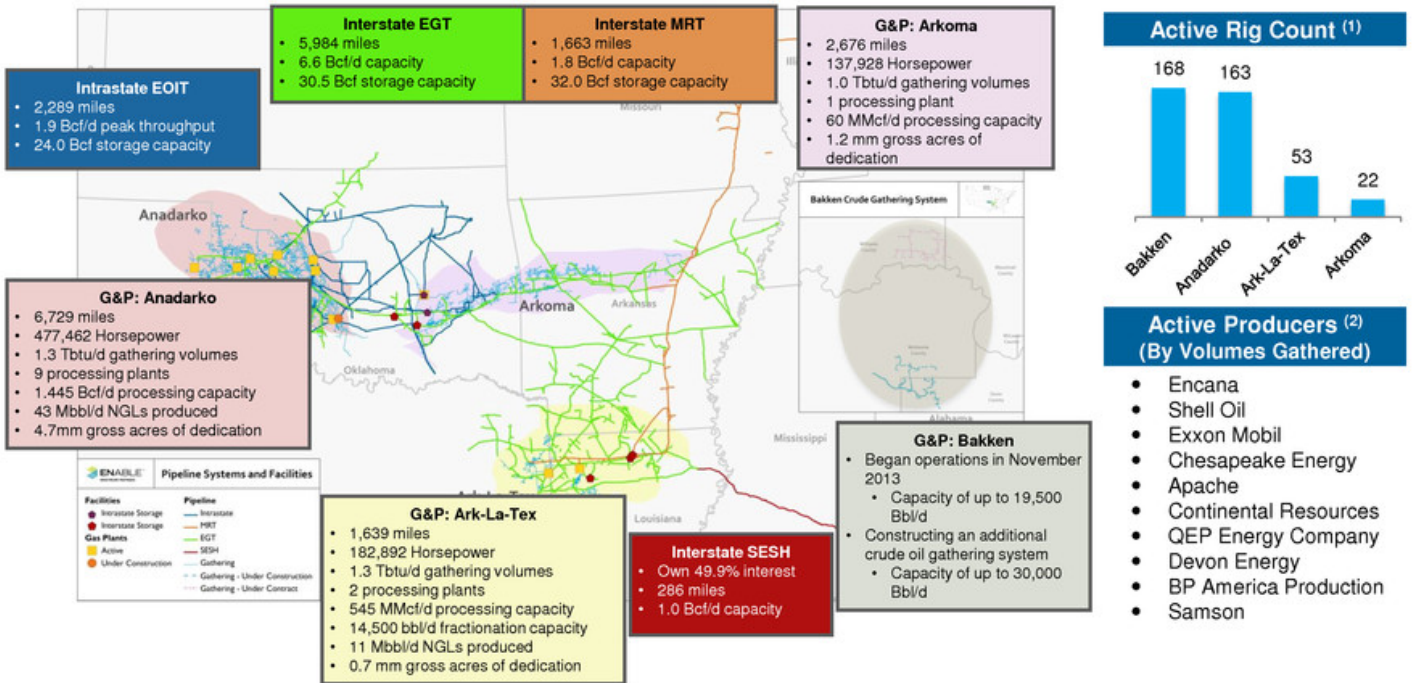 Interstate EGT
• 5,984 miles
• 6.6 Bcf/d capacity
• 30.5 Bcf storage capacity
Interstate MRT
• 1,663 miles
• 1.8 Bcf/d capacity
• 32.0 Bcf storage capacity
G&P: Arkoma
• 2,676 miles
• 137,928 Horsepower
• 1.0 Tbtu/d gathering volumes
• 1 processing plant
• 60 MMcf/d processing capacity
• 1.2 mm gross acres of
dedication
Intrastate EOIT
• 2,289 miles
• 1.9 Bcf/d peak throughput
• 24.0 Bcf storage capacity
Missouri
Anadarko
Arkoma
Arkansas
Oklahoma
Mississippi
Alabama
Louisiana
Bakken Crude Gathering System
G&P: Anadarko
• 6,729 miles
• 477,462 Horsepower
• 1.3 Tbtu/d gathering volumes
• 9 processing plants
• 1.445 Bcf/d processing capacity
• 43 Mbbl/d NGLs produced
• 4.7mm gross acres of dedication
ENABLE
Pipeline Systems and Facilities
Facilities
Intrastate Storage
Interstate Storage
Gas Plants
Active
Under Construction
Pipeline
Intrastate
MRT
EGT
SESH
Gathering
Gathering - Under Construction
Gathering - Under Contract
G&P: Ark-La-Tex
• 1,639 miles
• 182,892 Horsepower
• 1.3 Tbtu/d gathering volumes
• 2 processing plants
• 545 MMcf/d processing capacity
• 14,500 bbl/d fractionation capacity
• 11 Mbbl/d NGLs produced
• 0.7 mm gross acres of dedication
Interstate SESH
• Own 49.9% interest
• 286 miles
• 1.0 Bcf/d capacity
G&P: Bakken
• Began operations in November
2013
• Capacity of up to 19,500
Bbl/d
• Constructing an additional
crude oil gathering system
• Capacity of up to 30,000
Bbl/d
Active Rig Count (1)
168
163
53
22
Bakken
Anadarko
Ark-La-Tex
Arkoma
Active Producers (2)
(By Volumes Gathered)
• Encana
• Shell Oil
• Exxon Mobil
• Chesapeake Energy
• Apache
• Continental Resources
• QEP Energy Company
• Devon Energy
• BP America Production
• Samson